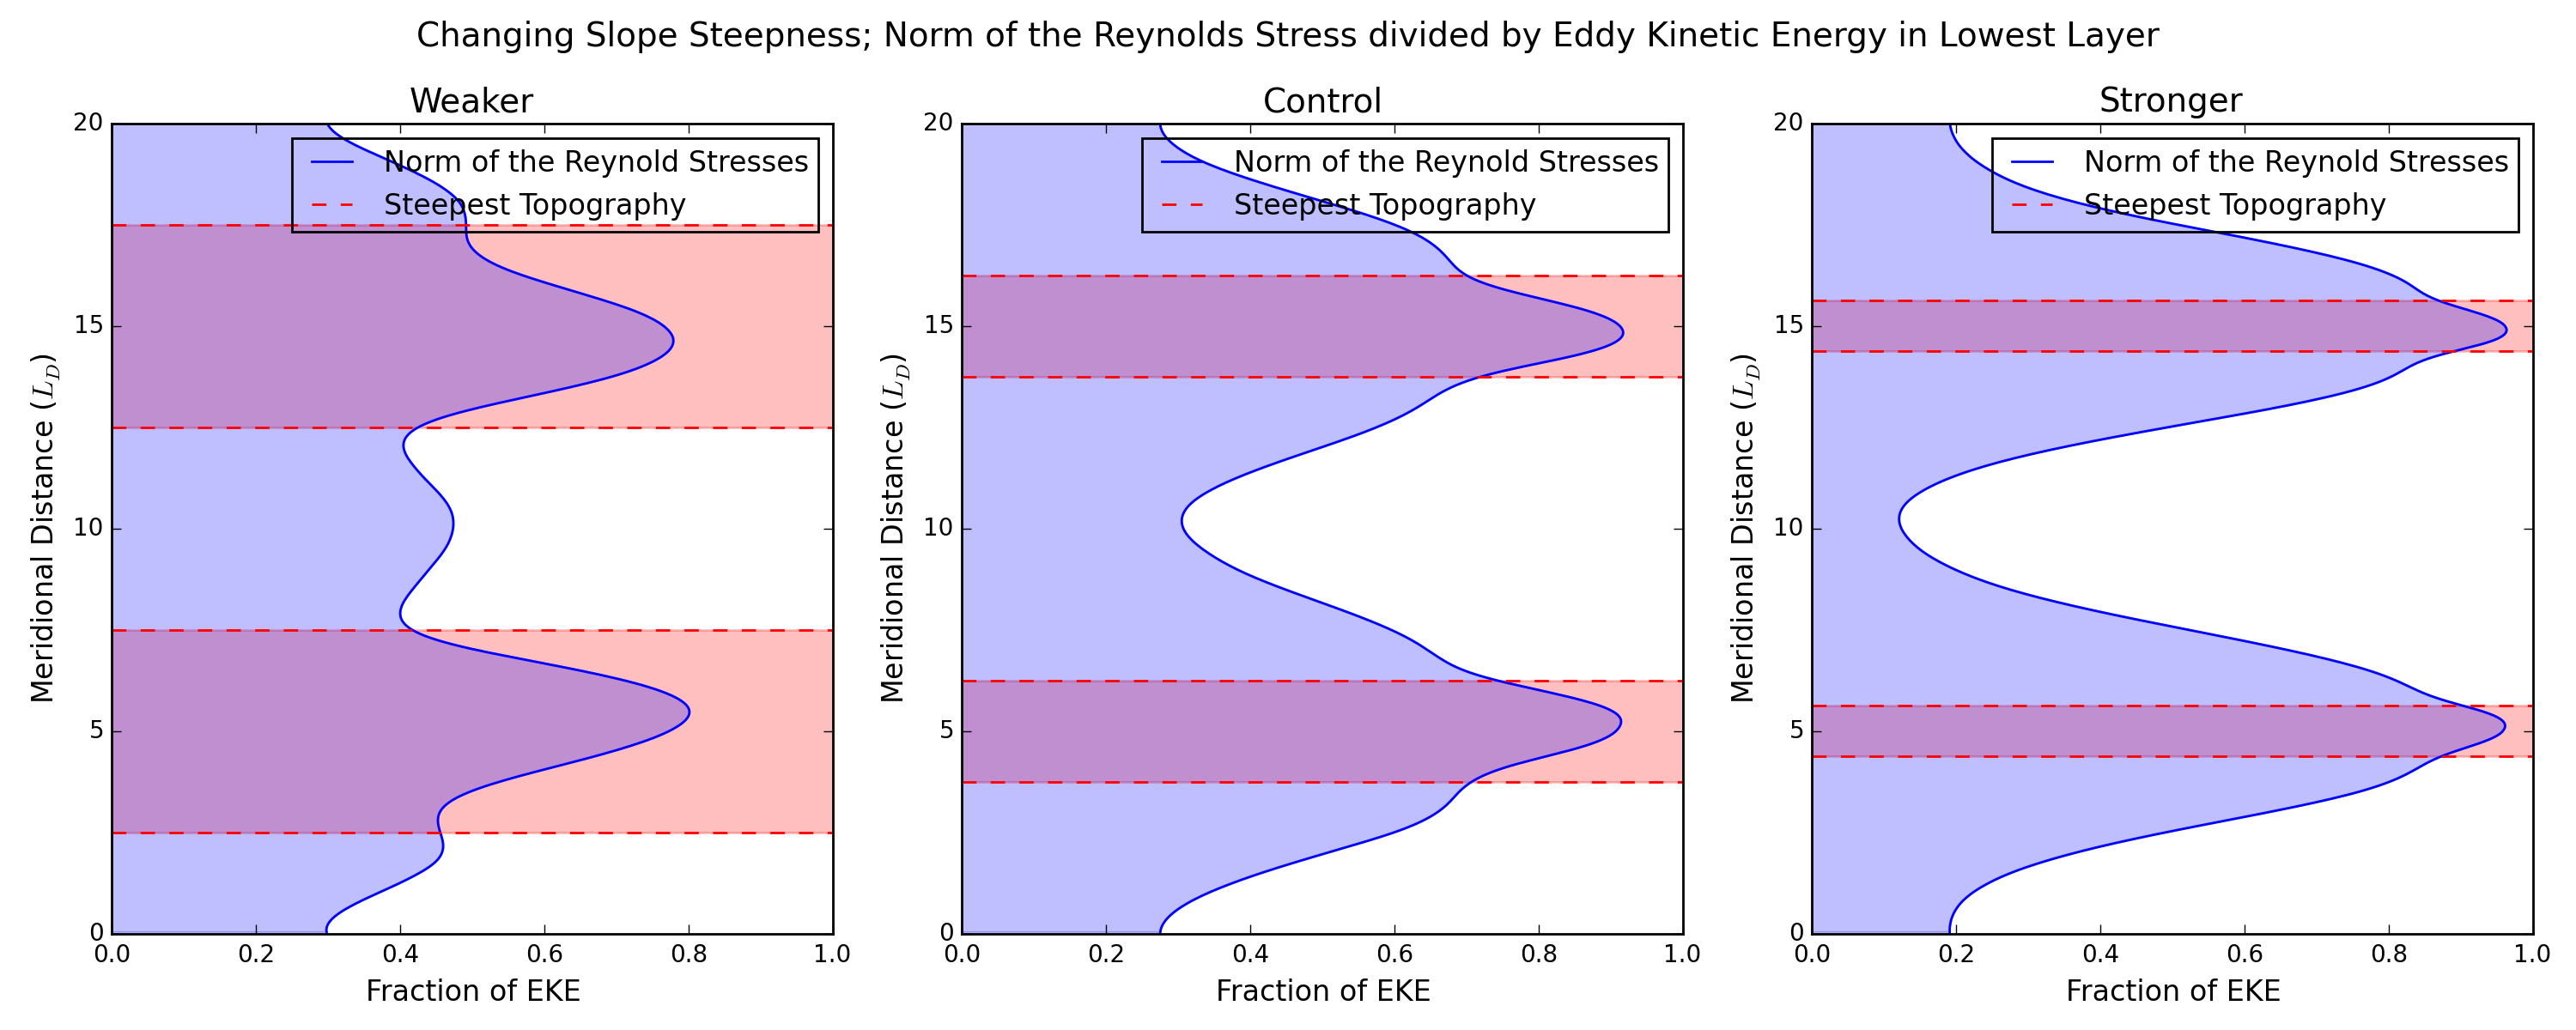 Changing Slope Steepness; Norm of the Reynolds Stress divided by Eddy Kinetic Energy in Lowest Layer
Weaker
20
15
10
5
0
Meridional Distance (L_D)
Norm of the Reynold Stresses
Steepest Topography
0.0 0.2 0.4 0.6 0.8 1.0
Fraction of EKE
Control
20
15
10
5
0
Meridional Distance (L_D)
Norm of the Reynold Stresses
Steepest Topography
0.0 0.2 0.4 0.6 0.8 1.0
Fraction of EKE
Stronger
20
15
10
5
0
Meridional Distance (L_D)
Norm of the Reynold Stresses
Steepest Topography
0.0 0.2 0.4 0.6 0.8 1.0
Fraction of EKE